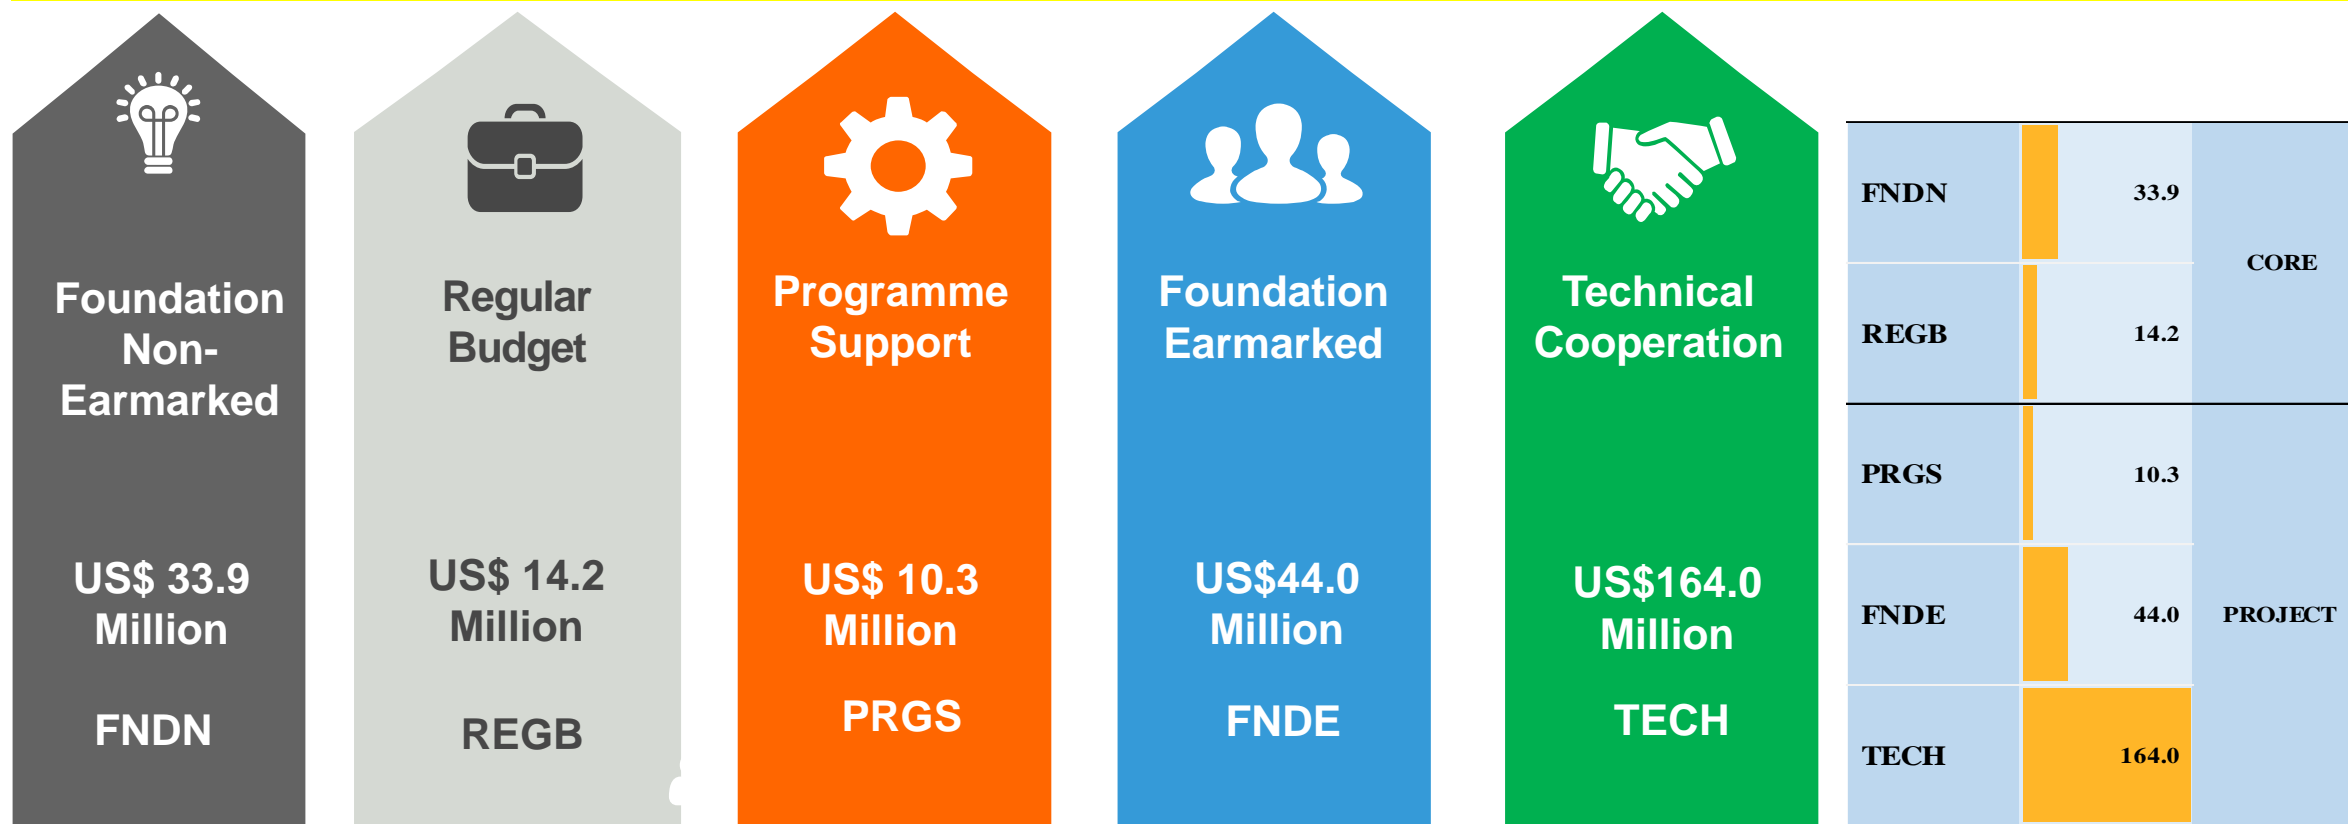 Foundation
Non-
Earmarked
US$ 33.9
Million
FNDN
Regular
Budget
US$ 14.2
Million
REGB
Programme
Support
US$ 10.3
Million
PRGS
Foundation
Earmarked
US$44.0
Million
FNDE
Technical
Cooperation
US$164.0
Million
TECH
FNDN 33.9
CORE
REGB 14.2
PRGS 10.3
FNDE 44.0 PROJECT
TECH 164.0